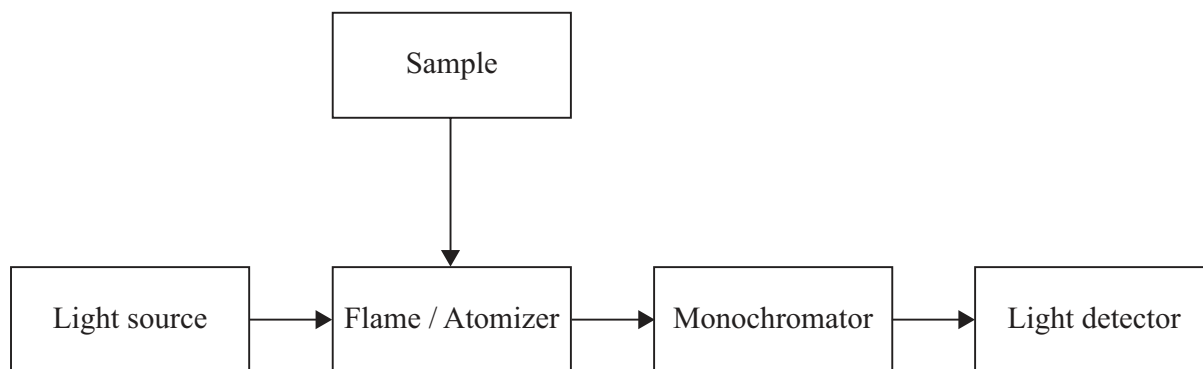 Sample
Light source
Flame / Atomizer
Monochromator
Light detector